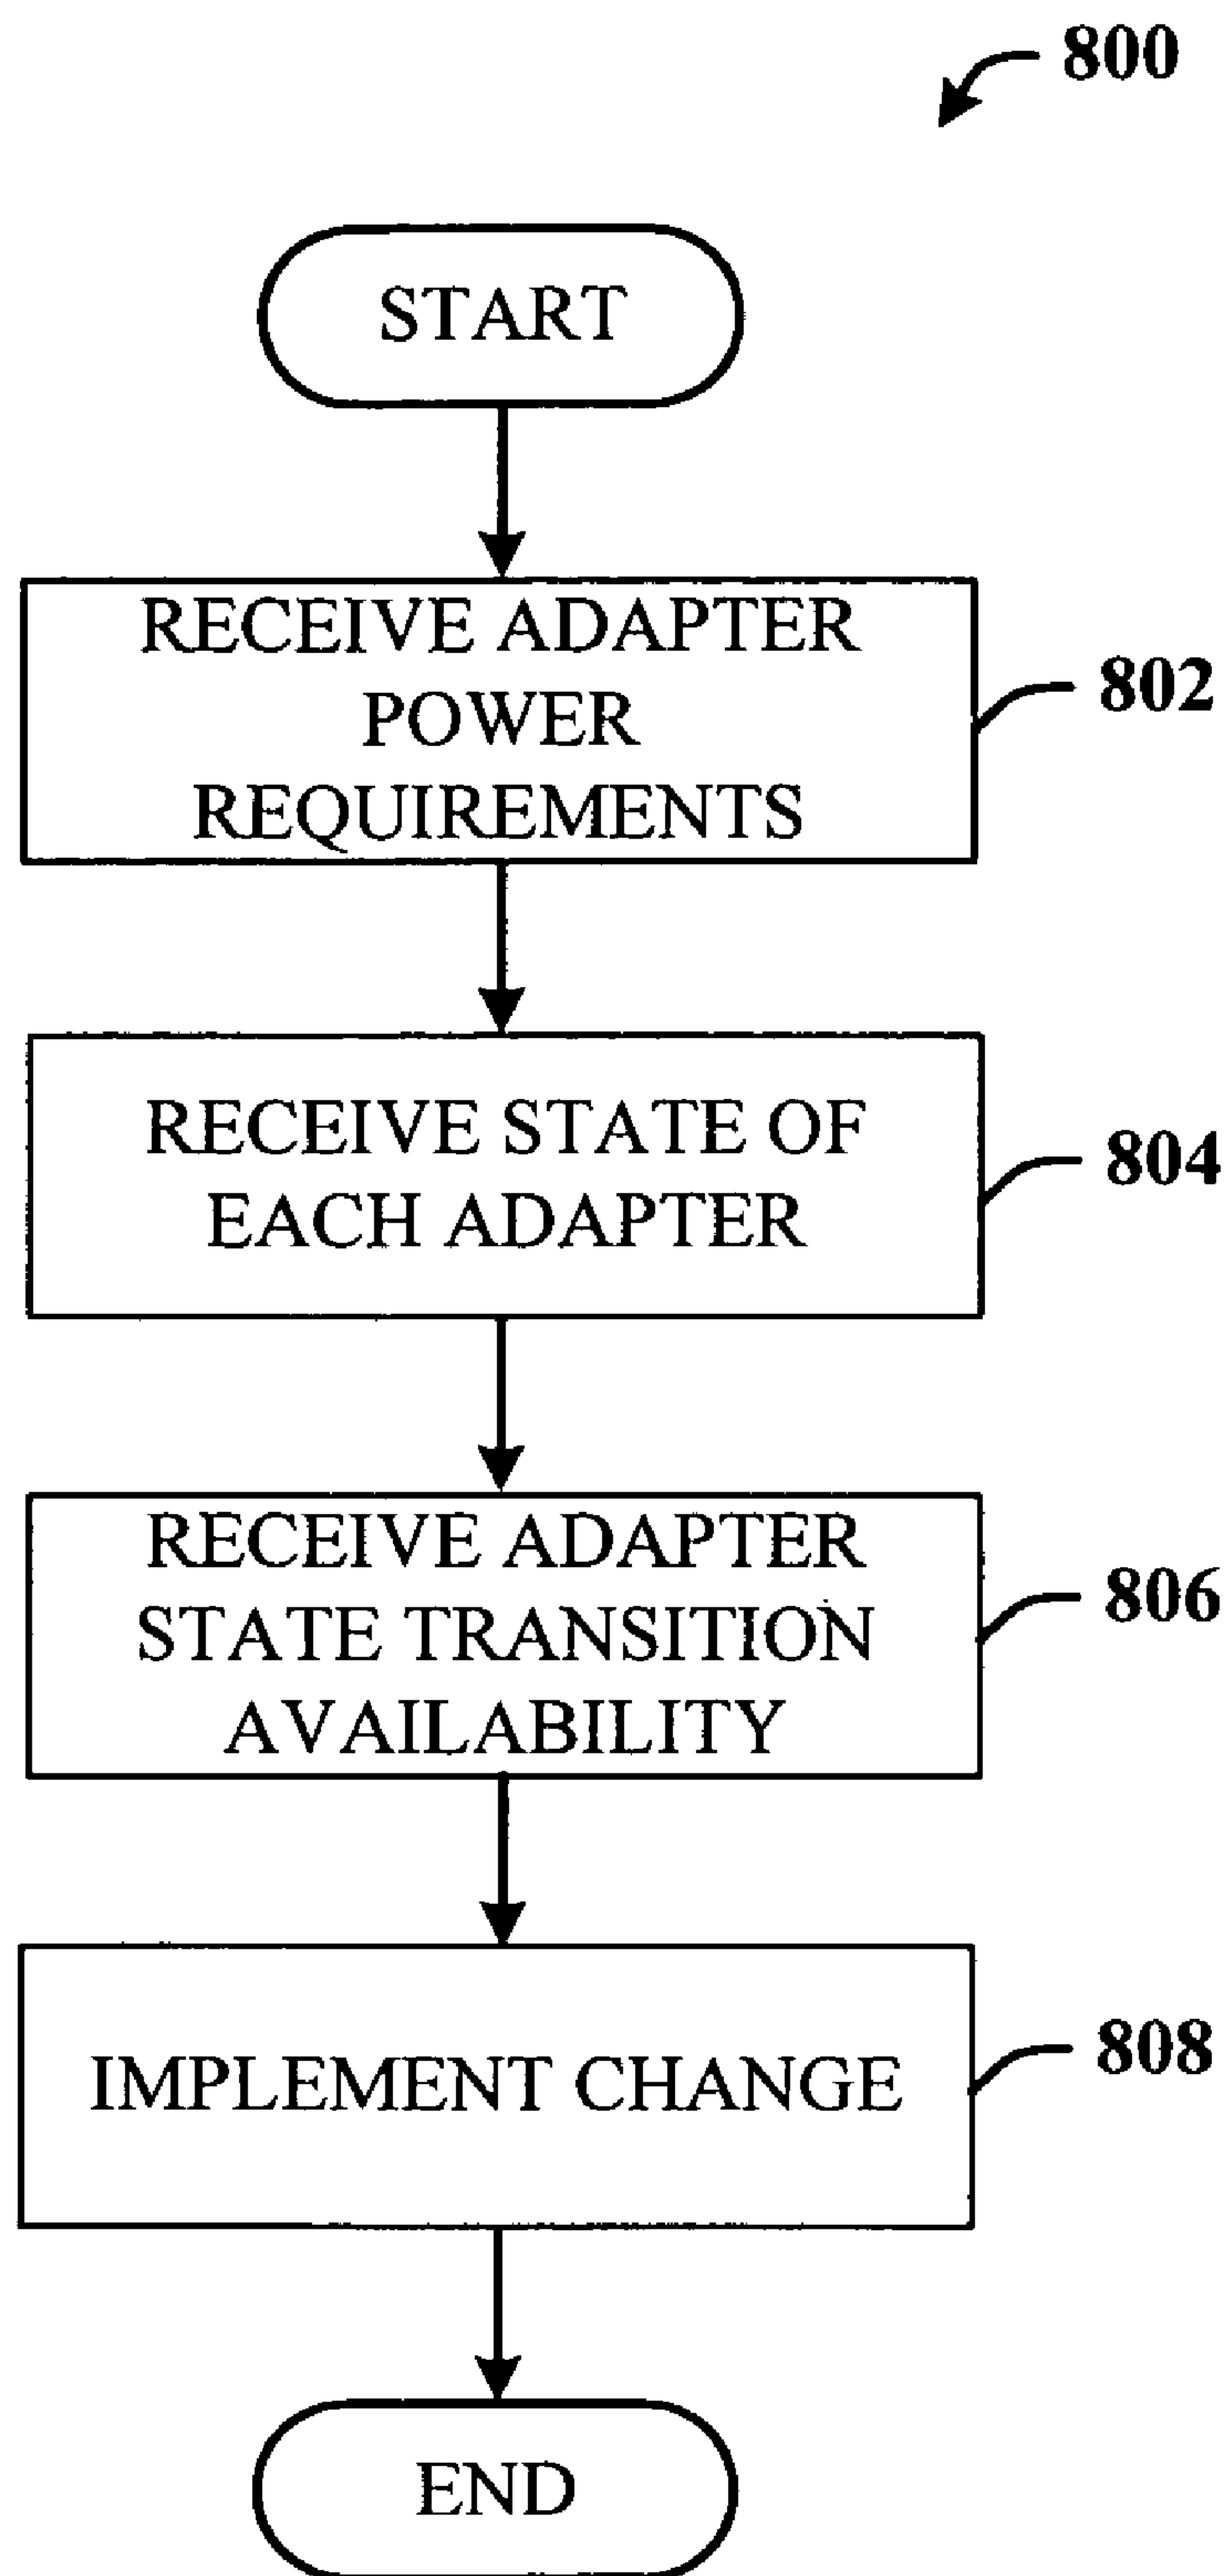 800
START
RECEIVE ADAPTER
POWER
REQUIREMENTS
802
RECEIVE STATE OF
EACH ADAPTER
804
RECEIVE ADAPTER
STATE TRANSITION
AVAILABILITY
806
IMPLEMENT CHANGE
808
END